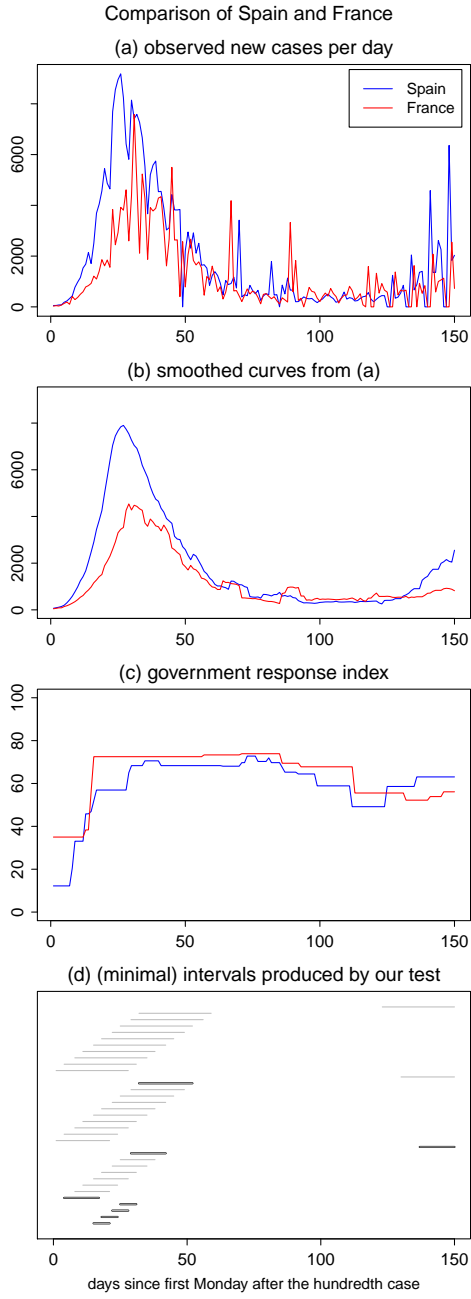 Comparison of Spain and France
(a) observed new cases per day
Spain
France
6000
2000
0
0 50 100 150
(b) smoothed curves from (a)
6000
2000
0
0 50 100 150
(c) government response index
100
80
60
40
20
0
0 50 100 150
(d) (minimal) intervals produced by our test
0 50 100 150
days since first Monday after the hundredth case